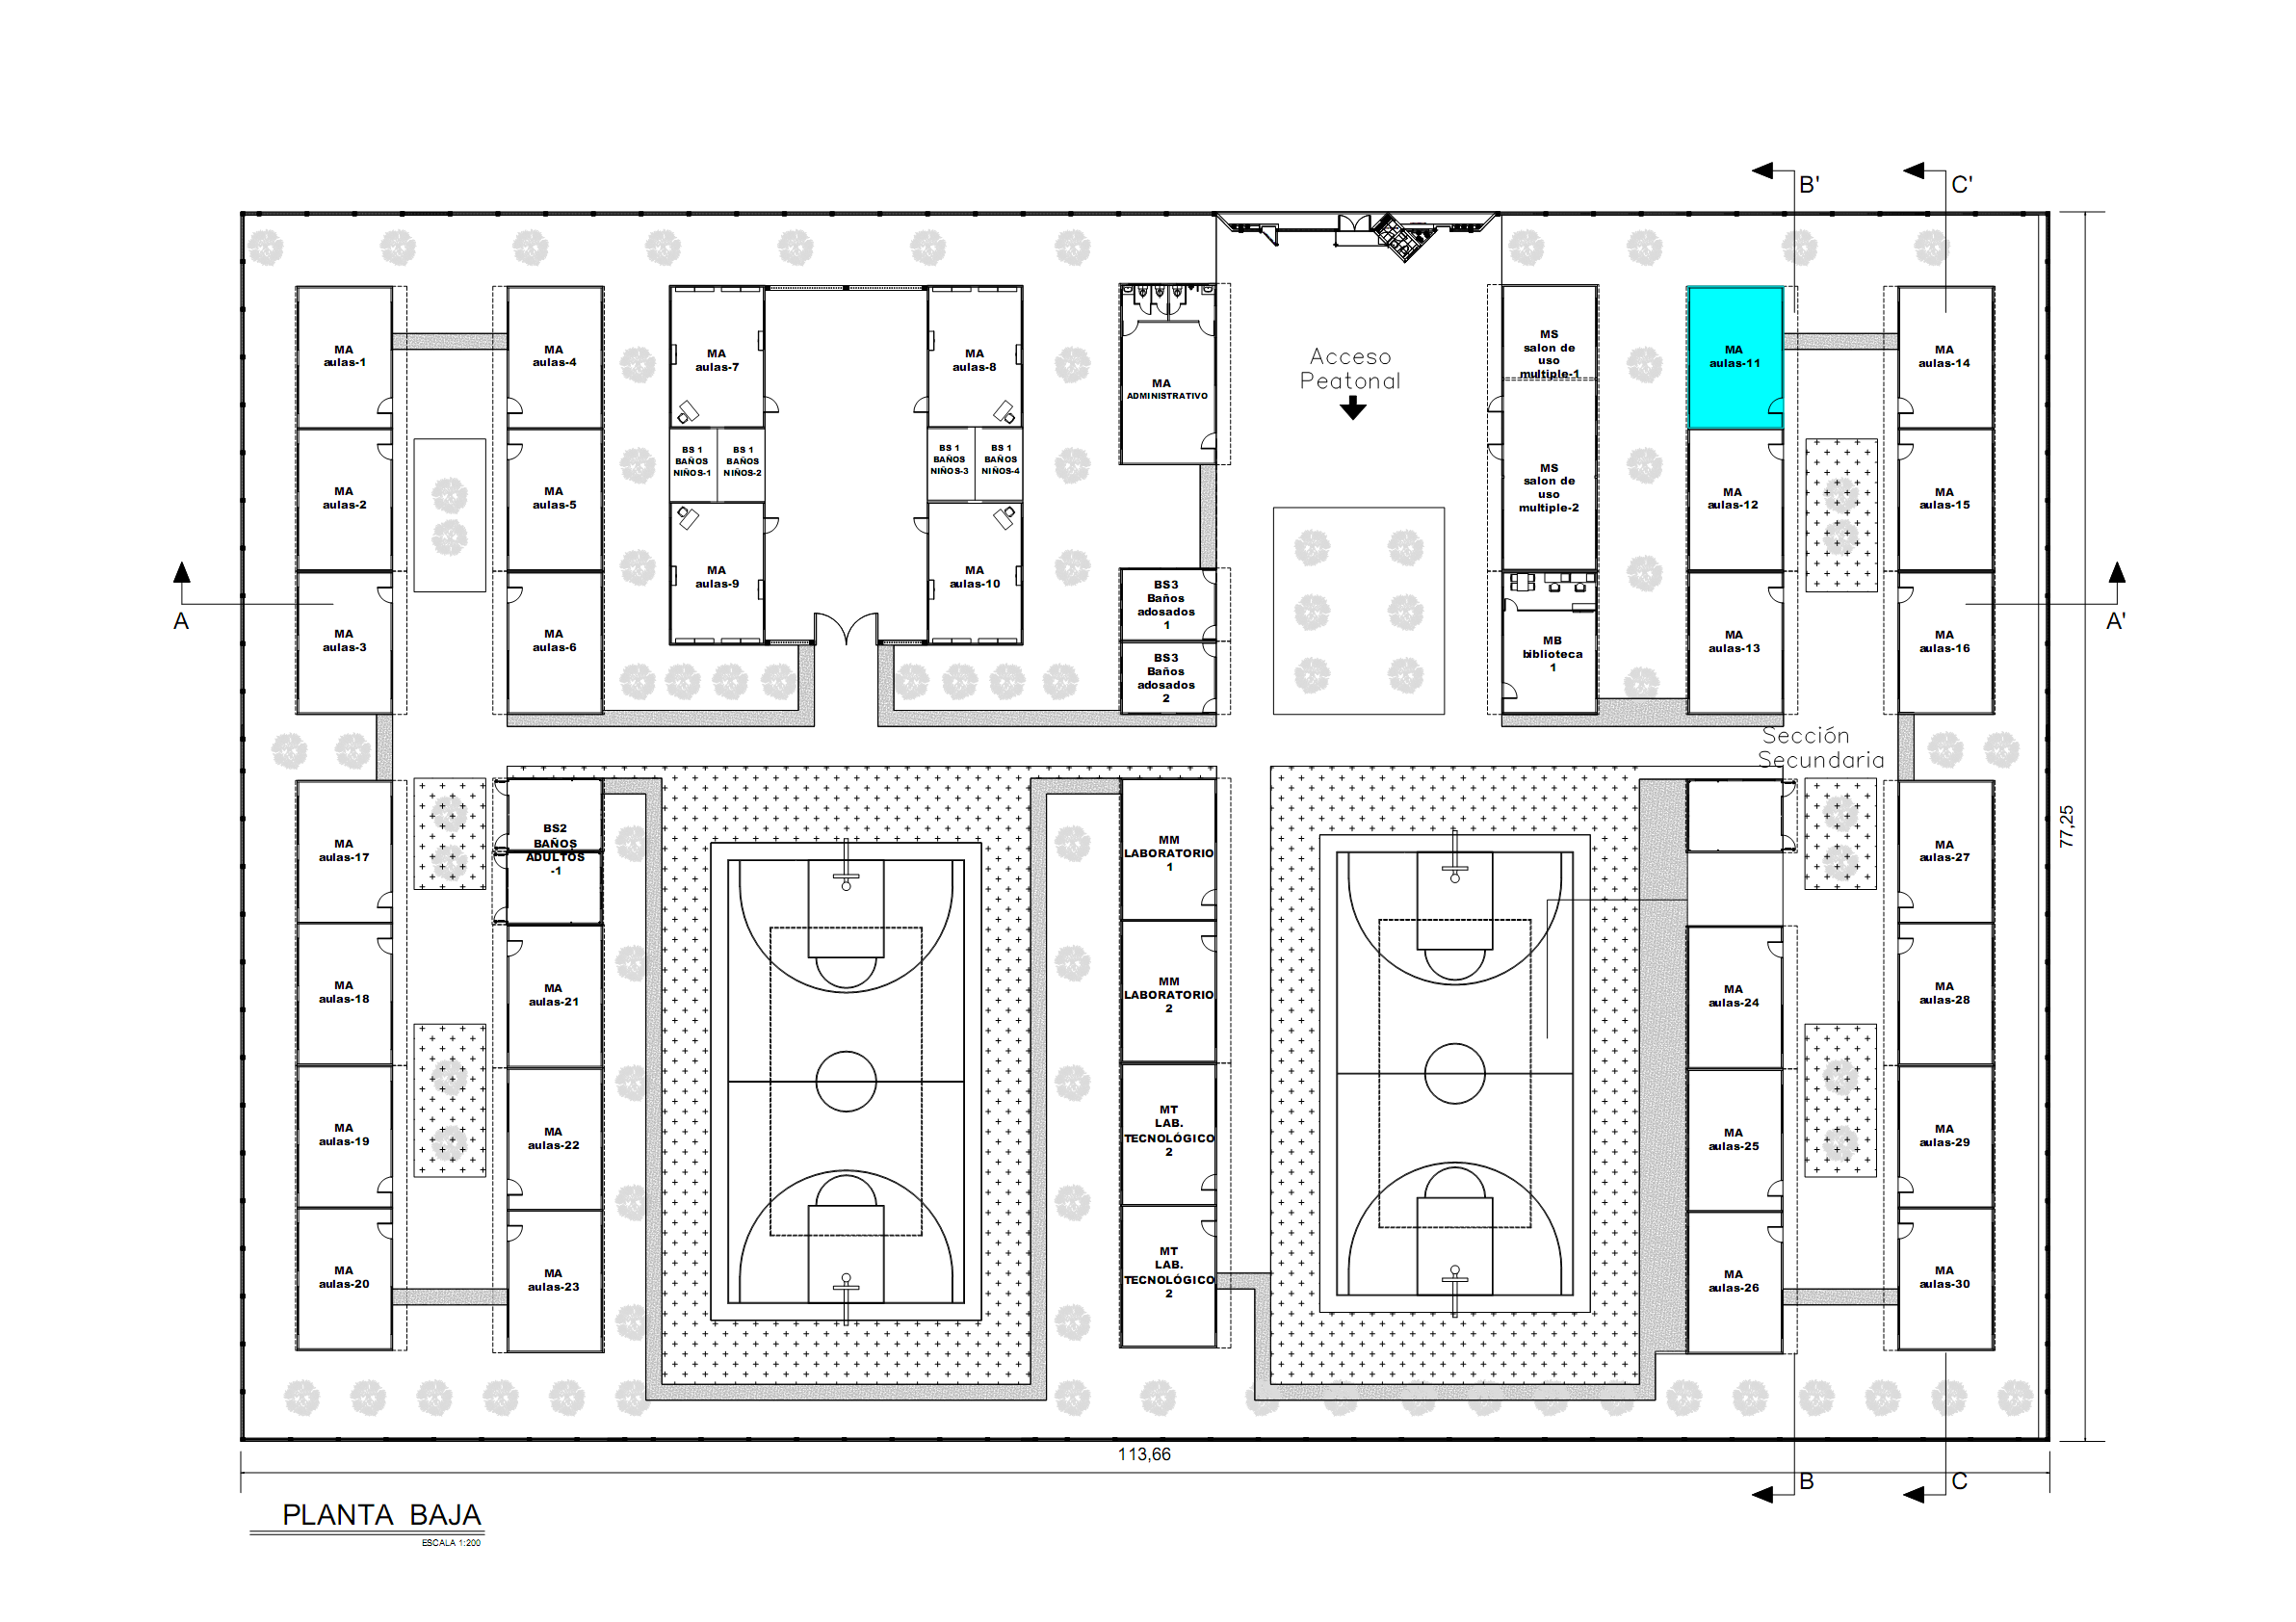 B'
C'
MA
aulas-1
MA
aulas-4
MA
aulas-7
MA
aulas-8
MA
ADMINISTRATIVO
Acceso
Peatonal
MS
salon de
uso
multiple-1
MA
aulas-11
MA
aulas-14
BS 1
BAÑOS
NIÑOS-1
BS 1
BAÑOS
NIÑOS-2
BS 1
BAÑOS
NIÑOS-3
BS 1
BAÑOS
NIÑOS-4
MA
aulas-2
MA
aulas-5
MS
salon de
uso
multiple-2
MA
aulas-12
MA
aulas-15
A
MA
aulas-3
MA
aulas-6
MA
aulas-9
MA
aulas-10
BS3
Baños
adosados
1
BS3
Baños
adosados
2
MB
biblioteca
1
MA
aulas-13
MA
aulas-16
A'
Sección
Secundaria
MA
aulas-17
BS2
BAÑOS
ADULTOS
-1
MM
LABORATORIO
1
MA
aulas-27
77,25
MA
aulas-18
MA
aulas-21
MM
LABORATORIO
2
MA
aulas-24
MA
aulas-28
MA
aulas-19
MA
aulas-22
MT
LAB.
TECNOLÓGICO
2
MA
aulas-25
MA
aulas-29
MA
aulas-20
MA
aulas-23
MT
LAB.
TECNOLÓGICO
2
MA
aulas-26
MA
aulas-30
113,66
B
C
PLANTA BAJA
ESCALA 1:200